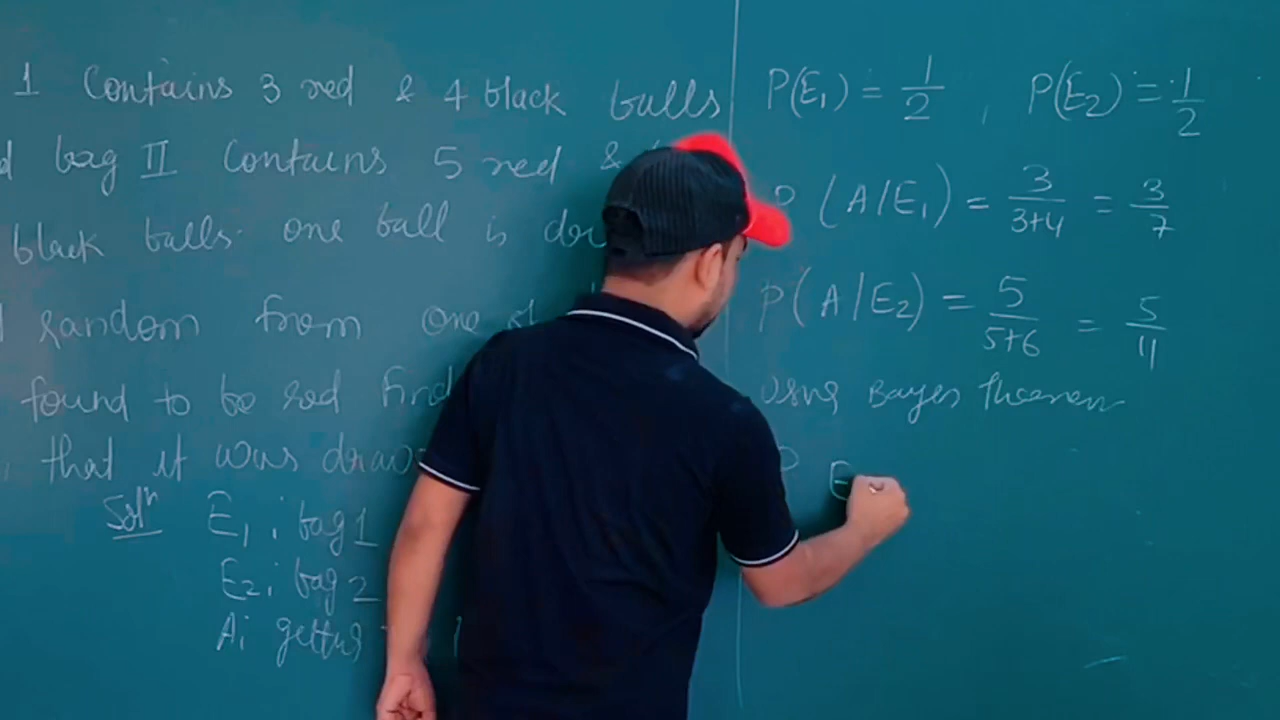 1 Contains 3 red & 4 black balls
bag II Contains 5 red &
black balls. one ball is
random from one of
found to be red Find
that it was draw
Solⁿ E₁ ; bag 1
E₂ ; bag 2
A ;
P(E₁) = 1/2 , P(E₂) = 1/2
P (A/E₁) = 3/3+4 = 3/7
P(A/E₂) = 5/5+6 = 5/11
Using Bayes theorem
P E